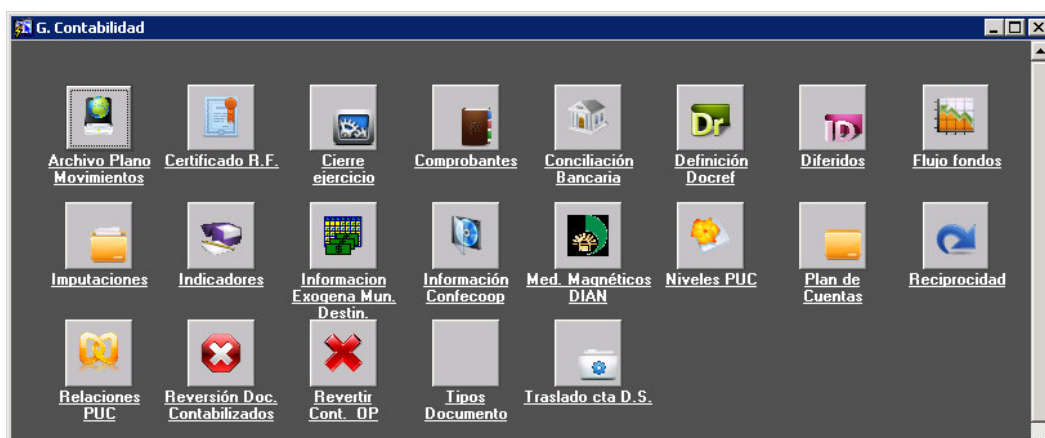 G. Contabilidad
Archivo Plano
Movimientos
Certificado R.F.
Cierre
ejercicio
Comprobantes
Conciliación
Bancaria
Dr
Definición
Docref
ID
Diferidos
Flujo fondos
Imputaciones
Indicadores
Informacion
Exogena Mun.
Destin.
Información
Confecoop
Med. Magnéticos
DIAN
Niveles PUC
Plan de
Cuentas
Reciprocidad
Relaciones
PUC
Reversión Doc.
Contabilizados
Revertir
Cont. OP
Tipos
Documento
Traslado cta D.S.